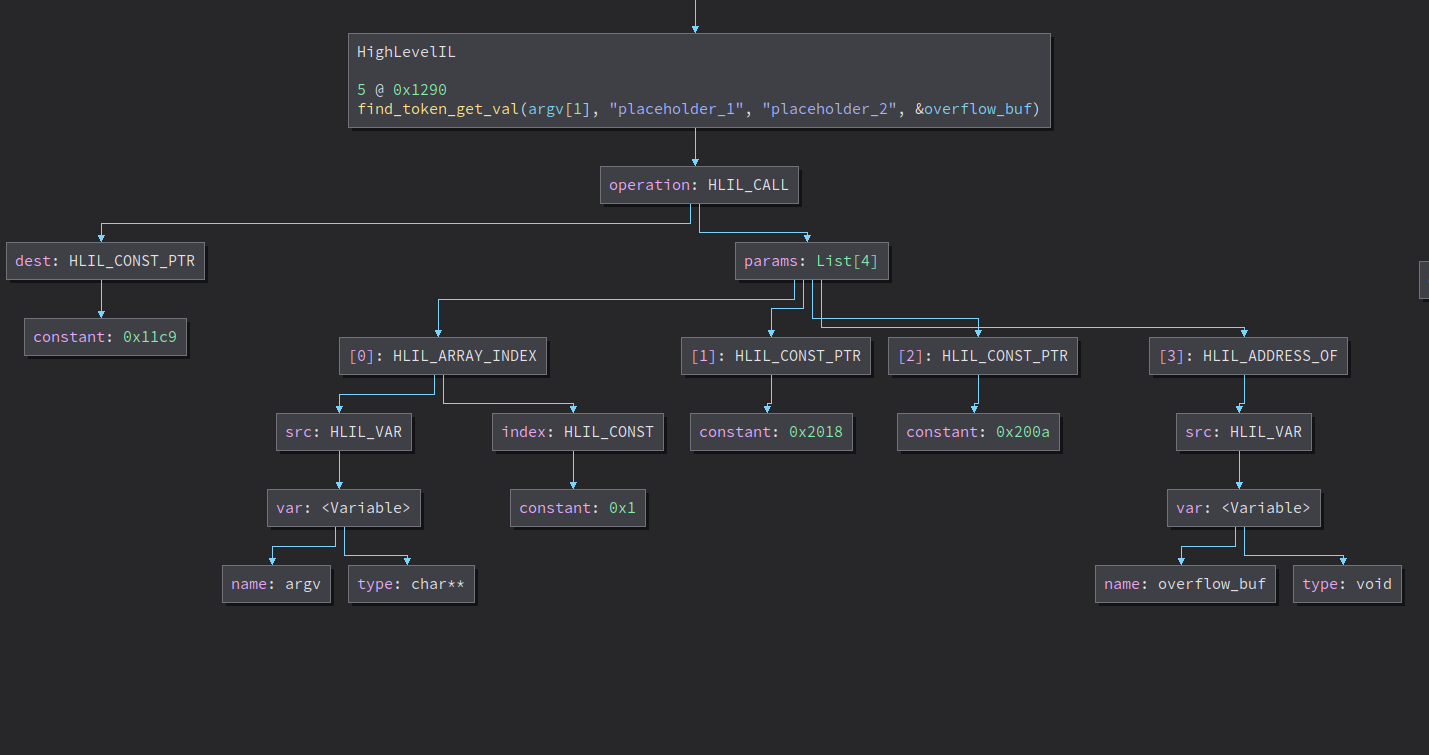 HighLevelIL
5 @ 0x1290
find_token_get_val(argv[1], "placeholder_1", "placeholder_2", &overflow_buf)
operation: HLIL_CALL
dest: HLIL_CONST_PTR
params: List[4]
constant: 0x11c9
[0]: HLIL_ARRAY_INDEX
[1]: HLIL_CONST_PTR
[2]: HLIL_CONST_PTR
[3]: HLIL_ADDRESS_OF
src: HLIL_VAR
index: HLIL_CONST
constant: 0x2018
constant: 0x200a
src: HLIL_VAR
var: <Variable>
constant: 0x1
var: <Variable>
name: argv
type: char**
name: overflow_buf
type: void